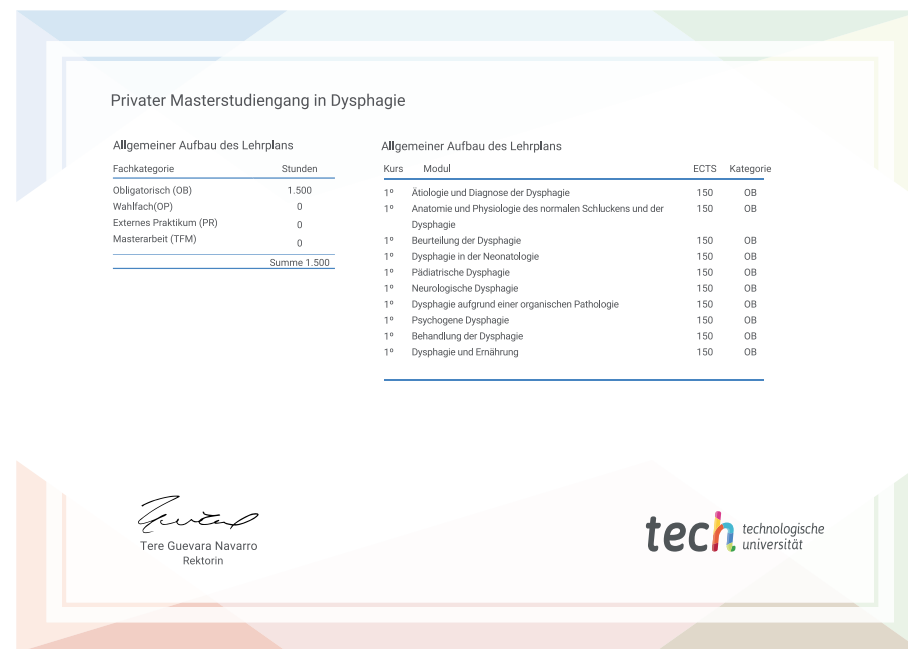 Privater Masterstudiengang in Dysphagie
Allgemeiner Aufbau des Lehrplans
Fachkategorie Stunden
Obligatorisch (OB) 1.500
Wahlfach(OP) 0
Externes Praktikum (PR) 0
Masterarbeit (TFM) 0
Summe 1.500
Allgemeiner Aufbau des Lehrplans
Kurs Modul ECTS Kategorie
1º Ätiologie und Diagnose der Dysphagie 150 OB
1º Anatomie und Physiologie des normalen Schluckens und der 150 OB
Dysphagie
1º Beurteilung der Dysphagie 150 OB
1º Dysphagie in der Neonatologie 150 OB
1º Pädiatrische Dysphagie 150 OB
1º Neurologische Dysphagie 150 OB
1º Dysphagie aufgrund einer organischen Pathologie 150 OB
1º Psychogene Dysphagie 150 OB
1º Behandlung der Dysphagie 150 OB
1º Dysphagie und Ernährung 150 OB
Tere Guevara Navarro
Rektorin
tech technologische
universität